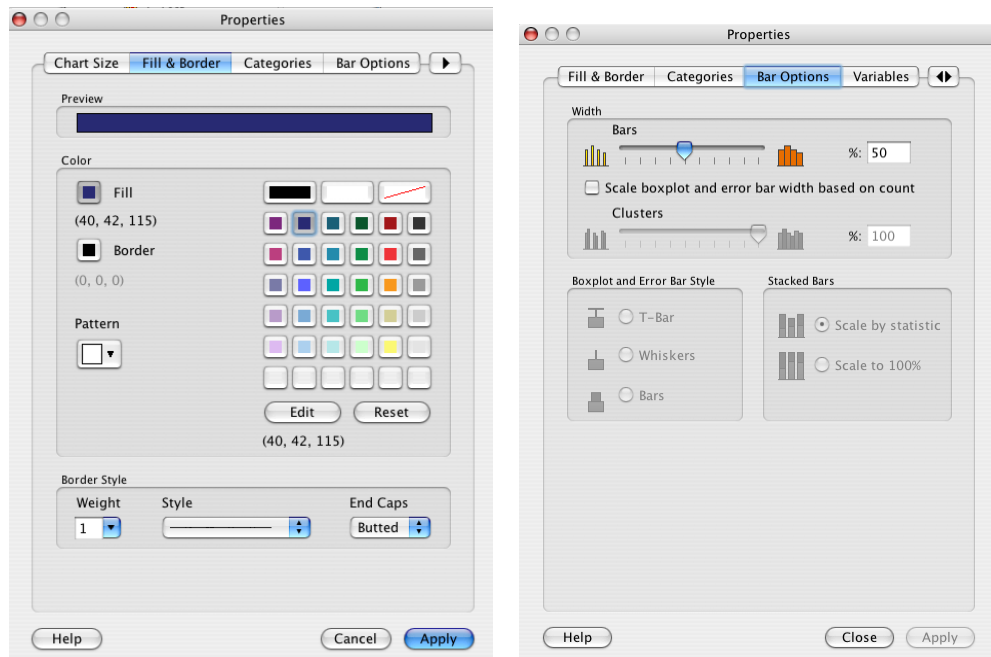 Properties
Chart Size Fill & Border Categories Bar Options
Preview
Color
Fill
(40, 42, 115)
Border
(0, 0, 0)
Pattern
Edit Reset
(40, 42, 115)
Border Style
Weight Style End Caps
1 Butted
Help Cancel Apply
Properties
Fill & Border Categories Bar Options Variables
Width
Bars
%: 50
Scale boxplot and error bar width based on count
Clusters
%: 100
Boxplot and Error Bar Style Stacked Bars
T-Bar Scale by statistic
Whiskers Scale to 100%
Bars
Help Close Apply